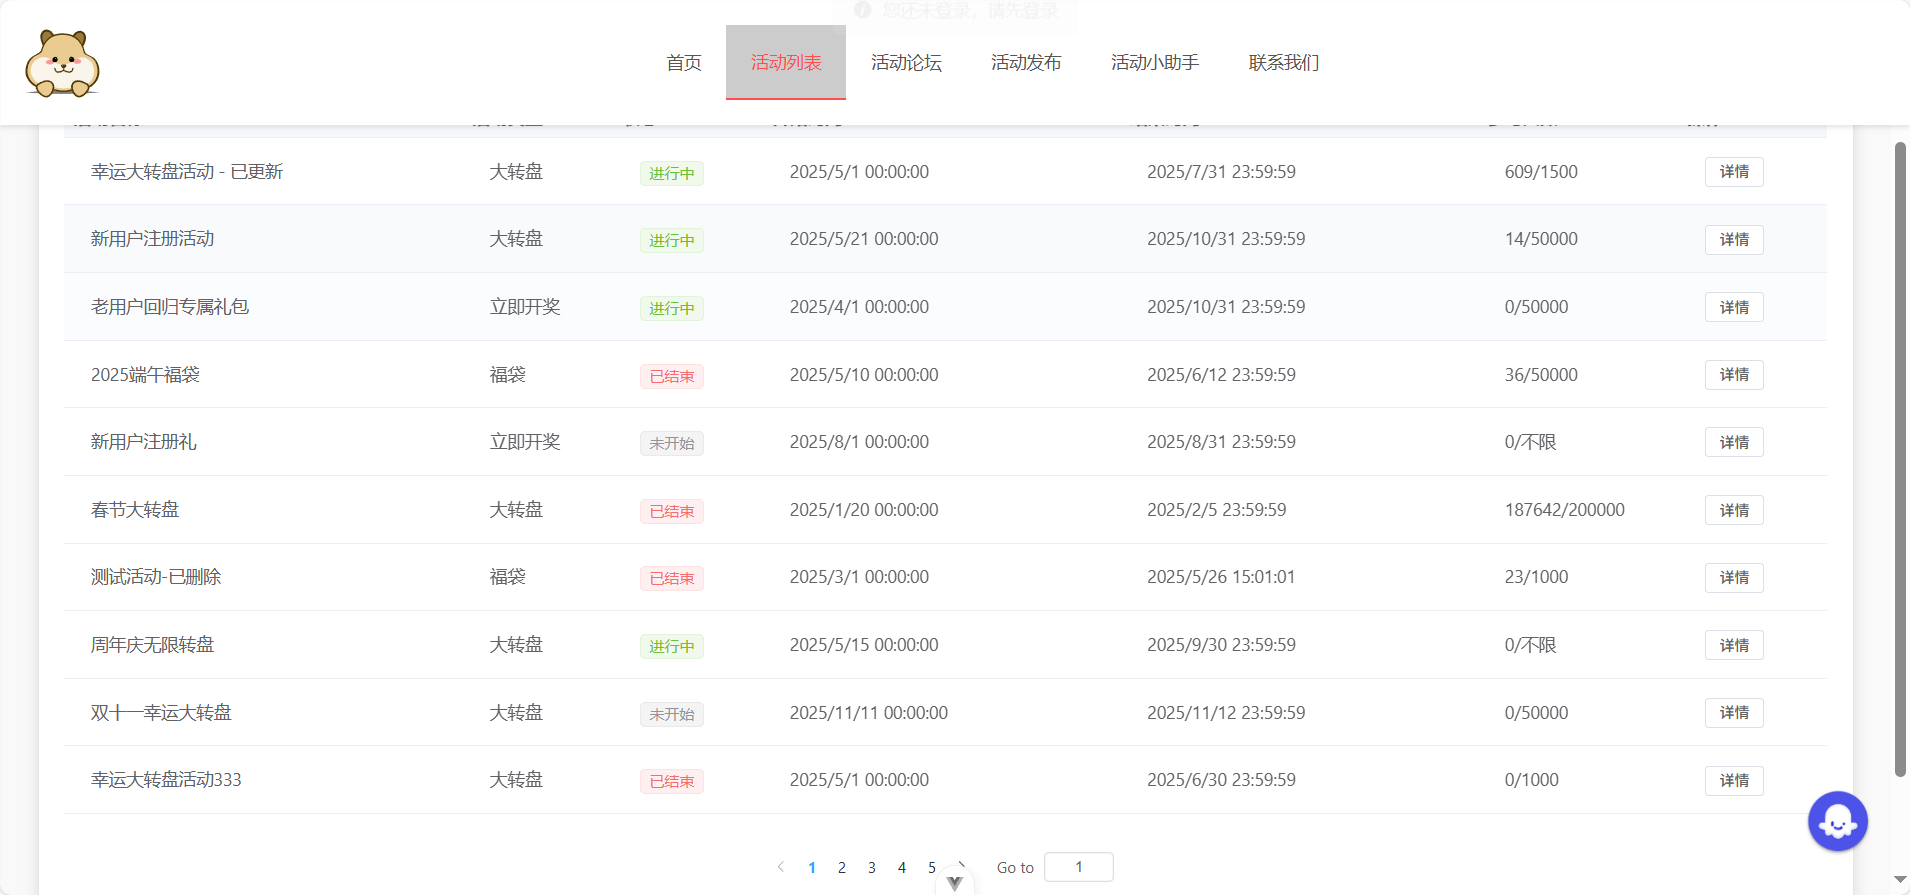 您还未登录，请先登录
首页 活动列表 活动论坛 活动发布 活动小助手 联系我们
幸运大转盘活动 - 已更新 大转盘 进行中 2025/5/1 00:00:00 2025/7/31 23:59:59 609/1500 详情
新用户注册活动 大转盘 进行中 2025/5/21 00:00:00 2025/10/31 23:59:59 14/50000 详情
老用户回归专属礼包 立即开奖 进行中 2025/4/1 00:00:00 2025/10/31 23:59:59 0/50000 详情
2025端午福袋 福袋 已结束 2025/5/10 00:00:00 2025/6/12 23:59:59 36/50000 详情
新用户注册礼 立即开奖 未开始 2025/8/1 00:00:00 2025/8/31 23:59:59 0/不限 详情
春节大转盘 大转盘 已结束 2025/1/20 00:00:00 2025/2/5 23:59:59 187642/200000 详情
测试活动-已删除 福袋 已结束 2025/3/1 00:00:00 2025/5/26 15:01:01 23/1000 详情
周年庆无限转盘 大转盘 进行中 2025/5/15 00:00:00 2025/9/30 23:59:59 0/不限 详情
双十一幸运大转盘 大转盘 未开始 2025/11/11 00:00:00 2025/11/12 23:59:59 0/50000 详情
幸运大转盘活动333 大转盘 已结束 2025/5/1 00:00:00 2025/6/30 23:59:59 0/1000 详情
1 2 3 4 5 Go to 1